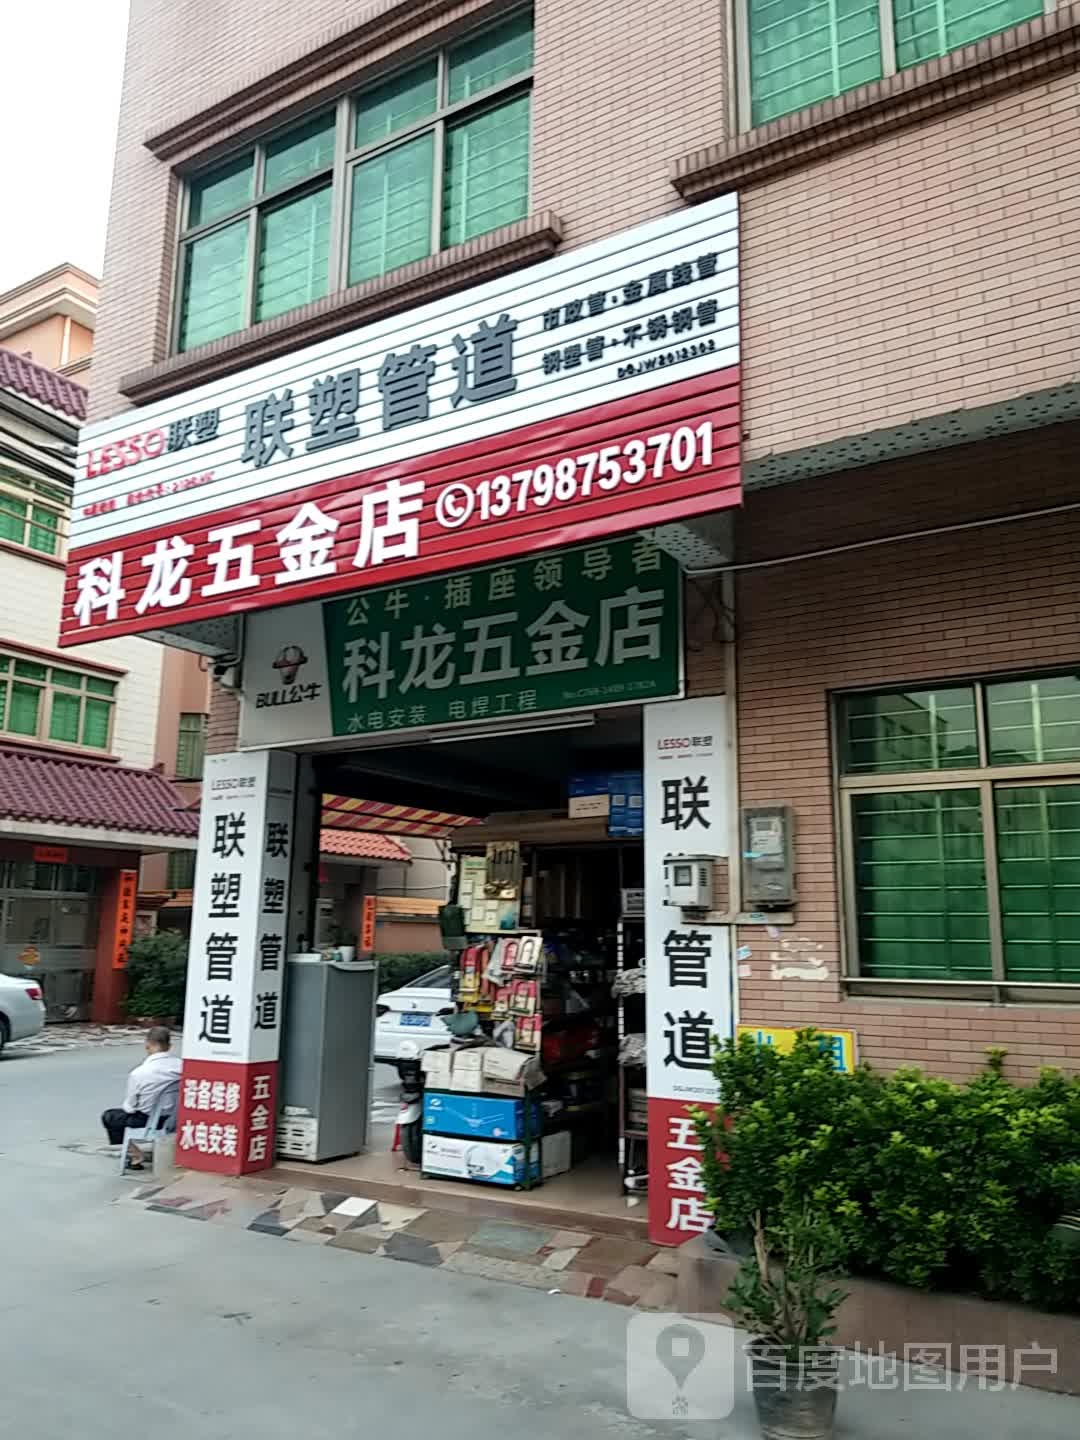 LESSO联塑 联塑管道
市政管·金属线管
钢塑管·不锈钢管
DGJW2012302
科龙五金店 13798753701
公牛·插座领导者
BULL公牛
科龙五金店
水电安装 电焊工程
LESSO联塑
联塑管道
设备维修
水电安装
联塑管道
五金店
LESSO联塑
联塑管道
五金店
百度地图用户